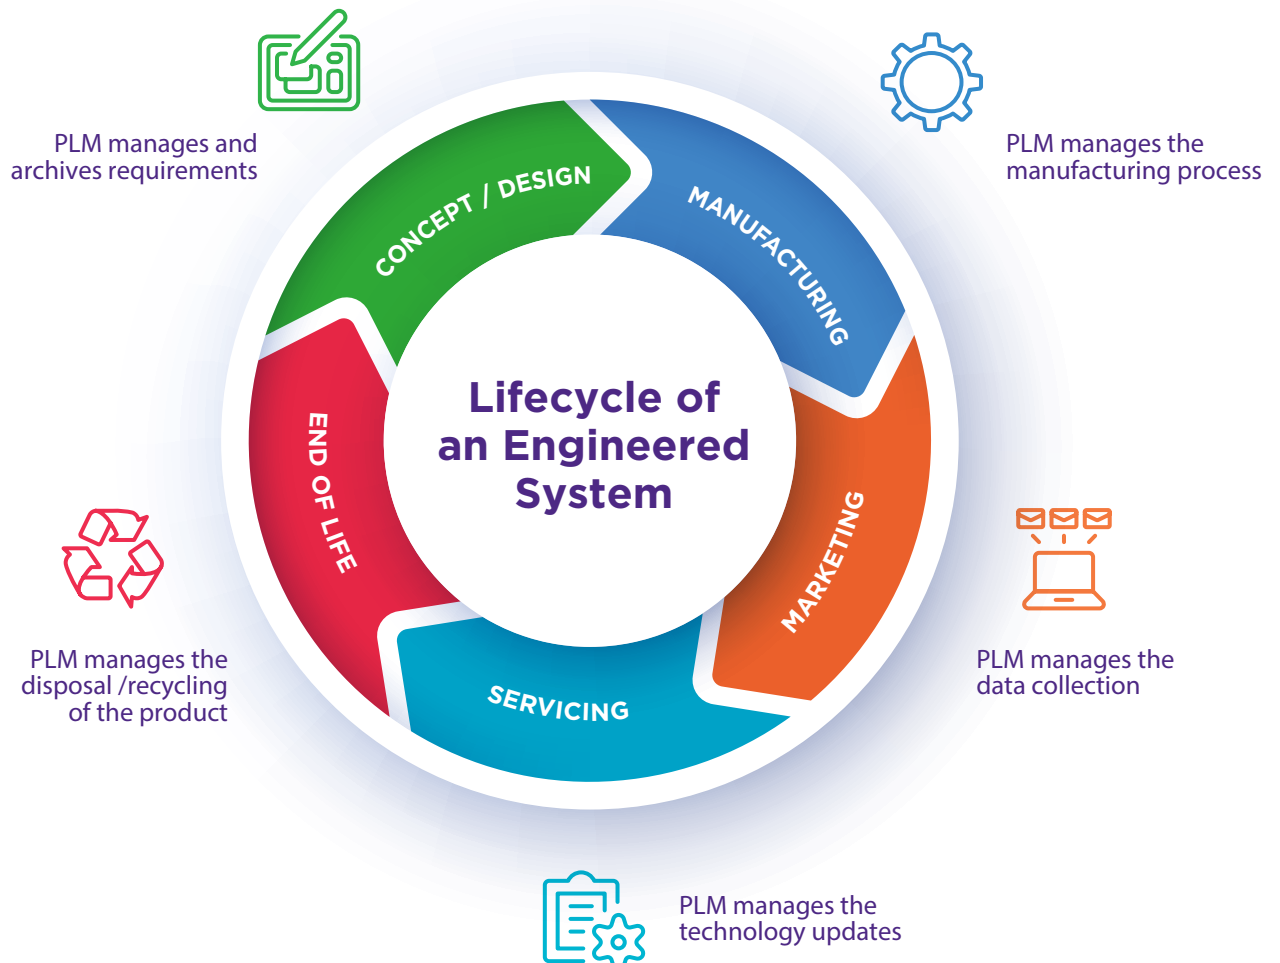 PLM manages and
archives requirements
PLM manages the
manufacturing process
CONCEPT / DESIGN
MANUFACTURING
Lifecycle of
an Engineered
System
END OF LIFE
MARKETING
SERVICING
PLM manages the
disposal /recycling
of the product
PLM manages the
data collection
PLM manages the
technology updates